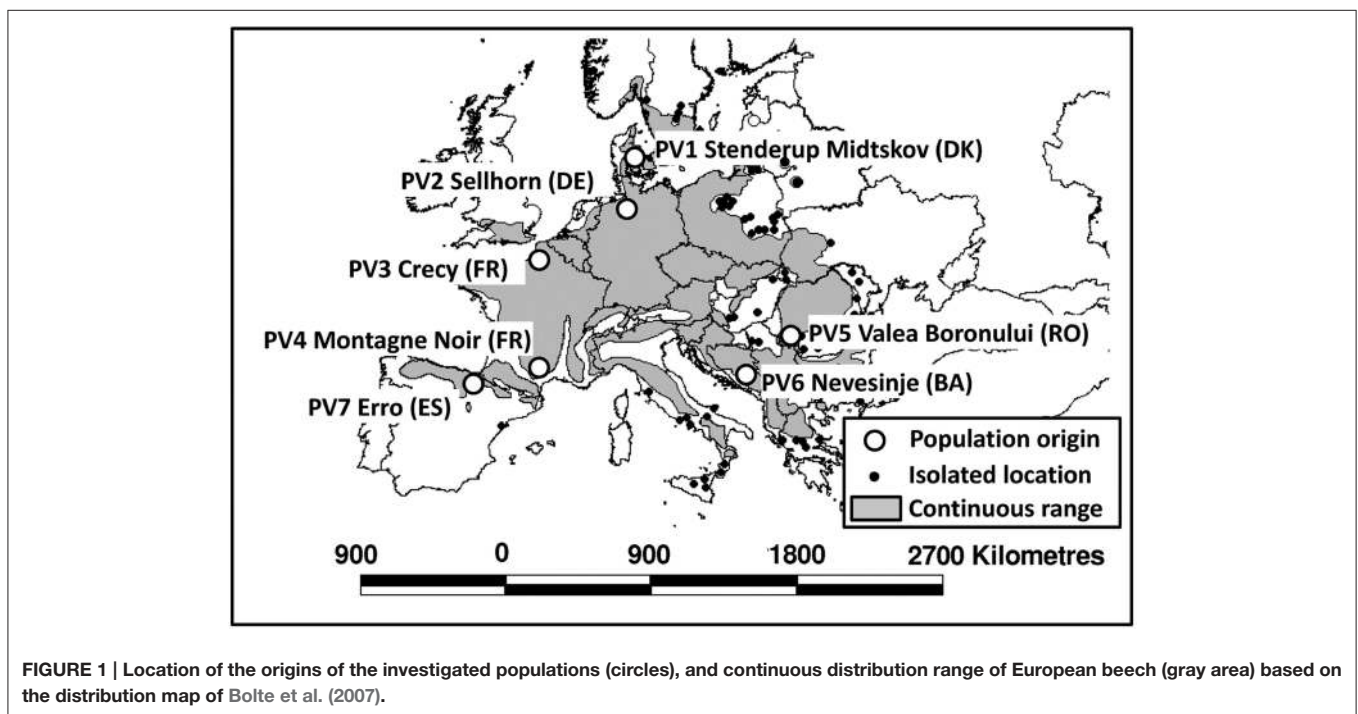 PV1 Stenderup Midtskov (DK)
PV2 Sellhorn (DE)
PV3 Crecy (FR)
PV4 Montagne Noir (FR)
PV5 Valea Boronului (RO)
PV6 Nevesinje (BA)
PV7 Erro (ES)
Population origin
Isolated location
Continuous range
900 0 900 1800 2700 Kilometres
FIGURE 1 | Location of the origins of the investigated populations (circles), and continuous distribution range of European beech (gray area) based on
the distribution map of Bolte et al. (2007).